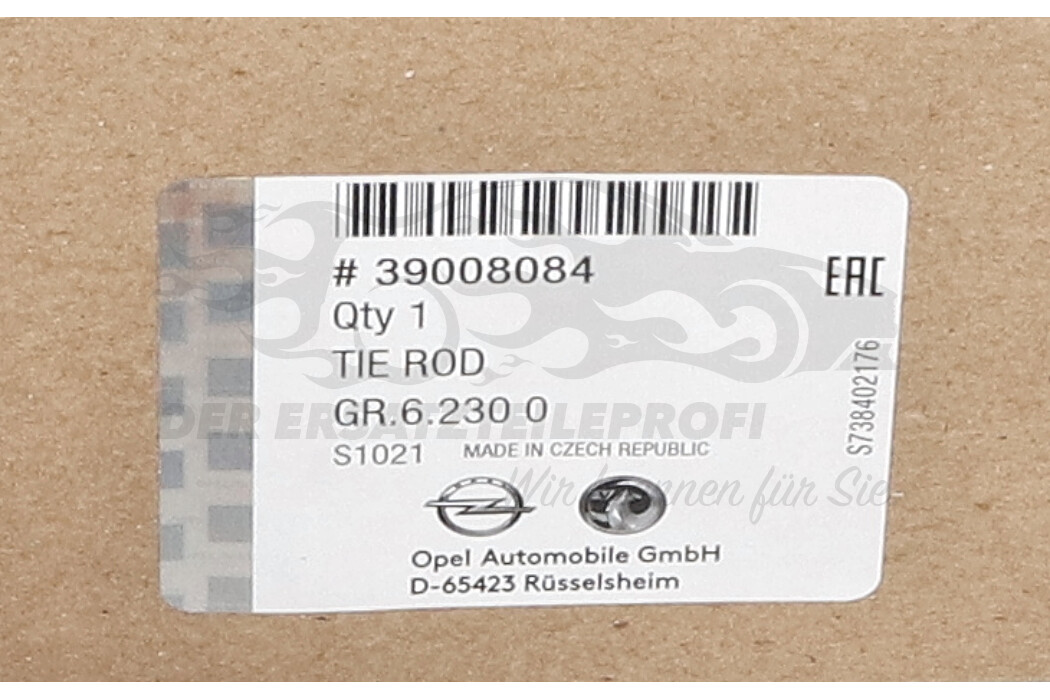 # 39008084
EAC
Qty 1
TIE ROD
GR.6.230 0
S1021 MADE IN CZECH REPUBLIC
S738402176
Opel Automobile GmbH
D-65423 Rüsselsheim
DER ERSATZTEILEPROFI
Wir brennen für Sie